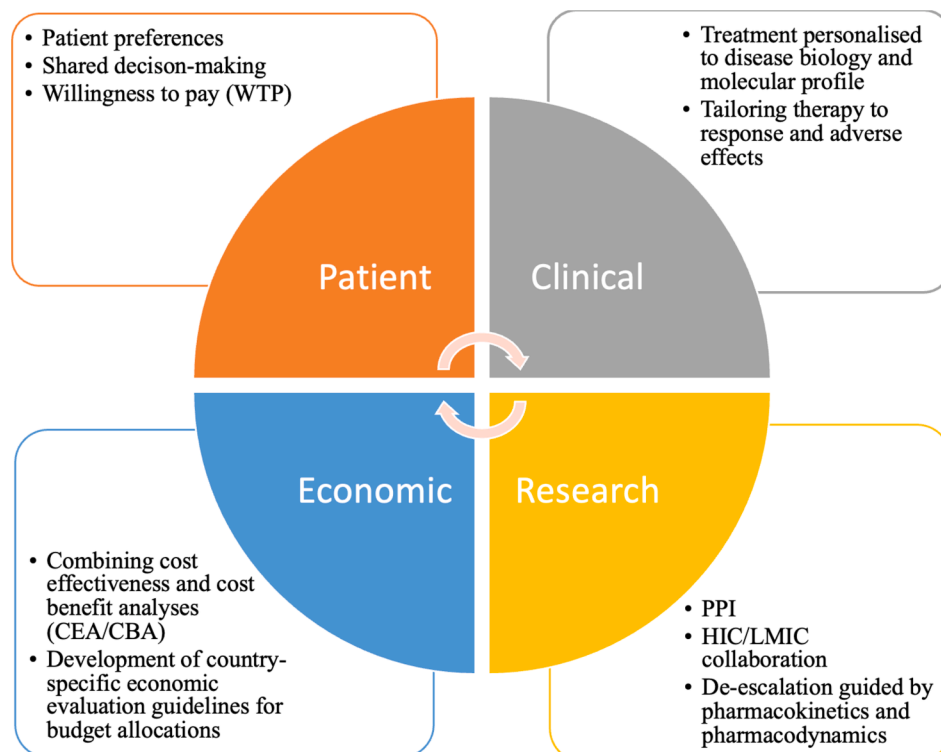 • Patient preferences
• Shared decison-making
• Willingness to pay (WTP)
• Treatment personalised
to disease biology and
molecular profile
• Tailoring therapy to
response and adverse
effects
Patient
Clinical
Economic
Research
• Combining cost
effectiveness and cost
benefit analyses
(CEA/CBA)
• Development of country-
specific economic
evaluation guidelines for
budget allocations
• PPI
• HIC/LMIC
collaboration
• De-escalation guided by
pharmacokinetics and
pharmacodynamics